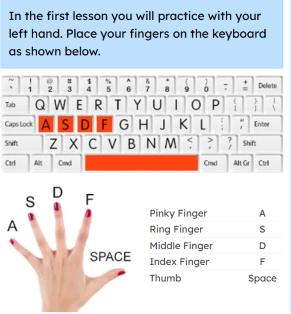 In the first lesson you will practice with your
left hand. Place your fingers on the keyboard
as shown below.
~ ! @ # $ % ^ & * ( ) - + Delete
1 2 3 4 5 6 7 8 9 0 =
Tab Q W E R T Y U I O P { } \
Caps Lock A S D F G H J K L : ; " Enter
Shift Z X C V B N M < > ? / Shift
Ctrl Alt Cmd Cmd Alt Gr Ctrl
A S D F SPACE
Pinky Finger A
Ring Finger S
Middle Finger D
Index Finger F
Thumb Space